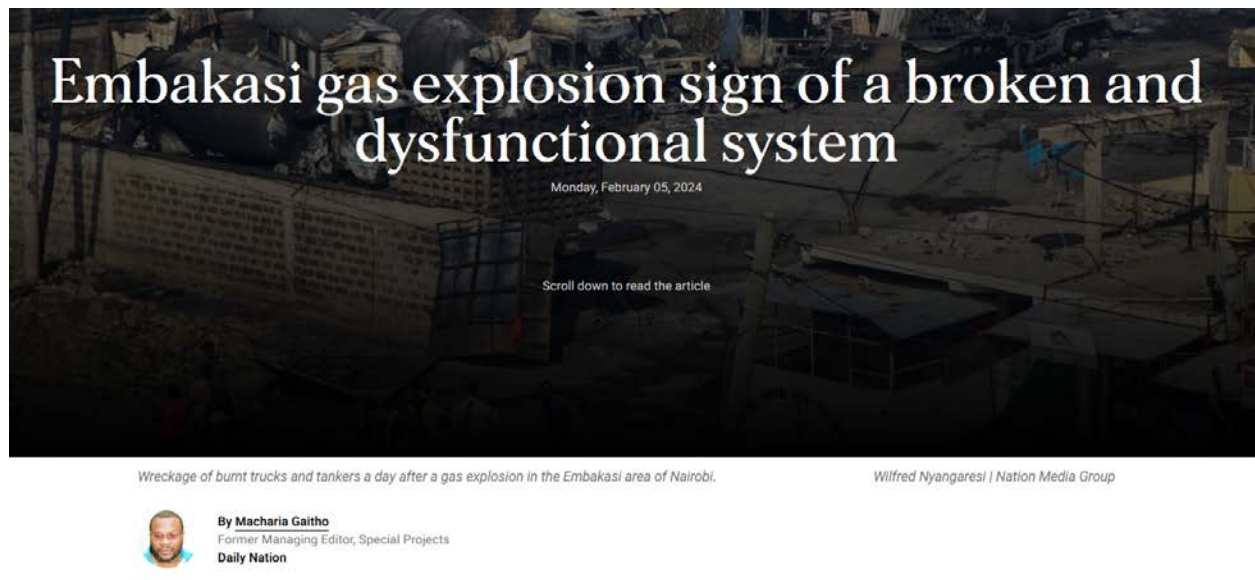 Embakasi gas explosion sign of a broken and
dysfunctional system
Monday, February 05, 2024
Scroll down to read the article
Wreckage of burnt trucks and tankers a day after a gas explosion in the Embakasi area of Nairobi.
Wilfred Nyangaresi | Nation Media Group
By Macharia Gaitho
Former Managing Editor, Special Projects
Daily Nation